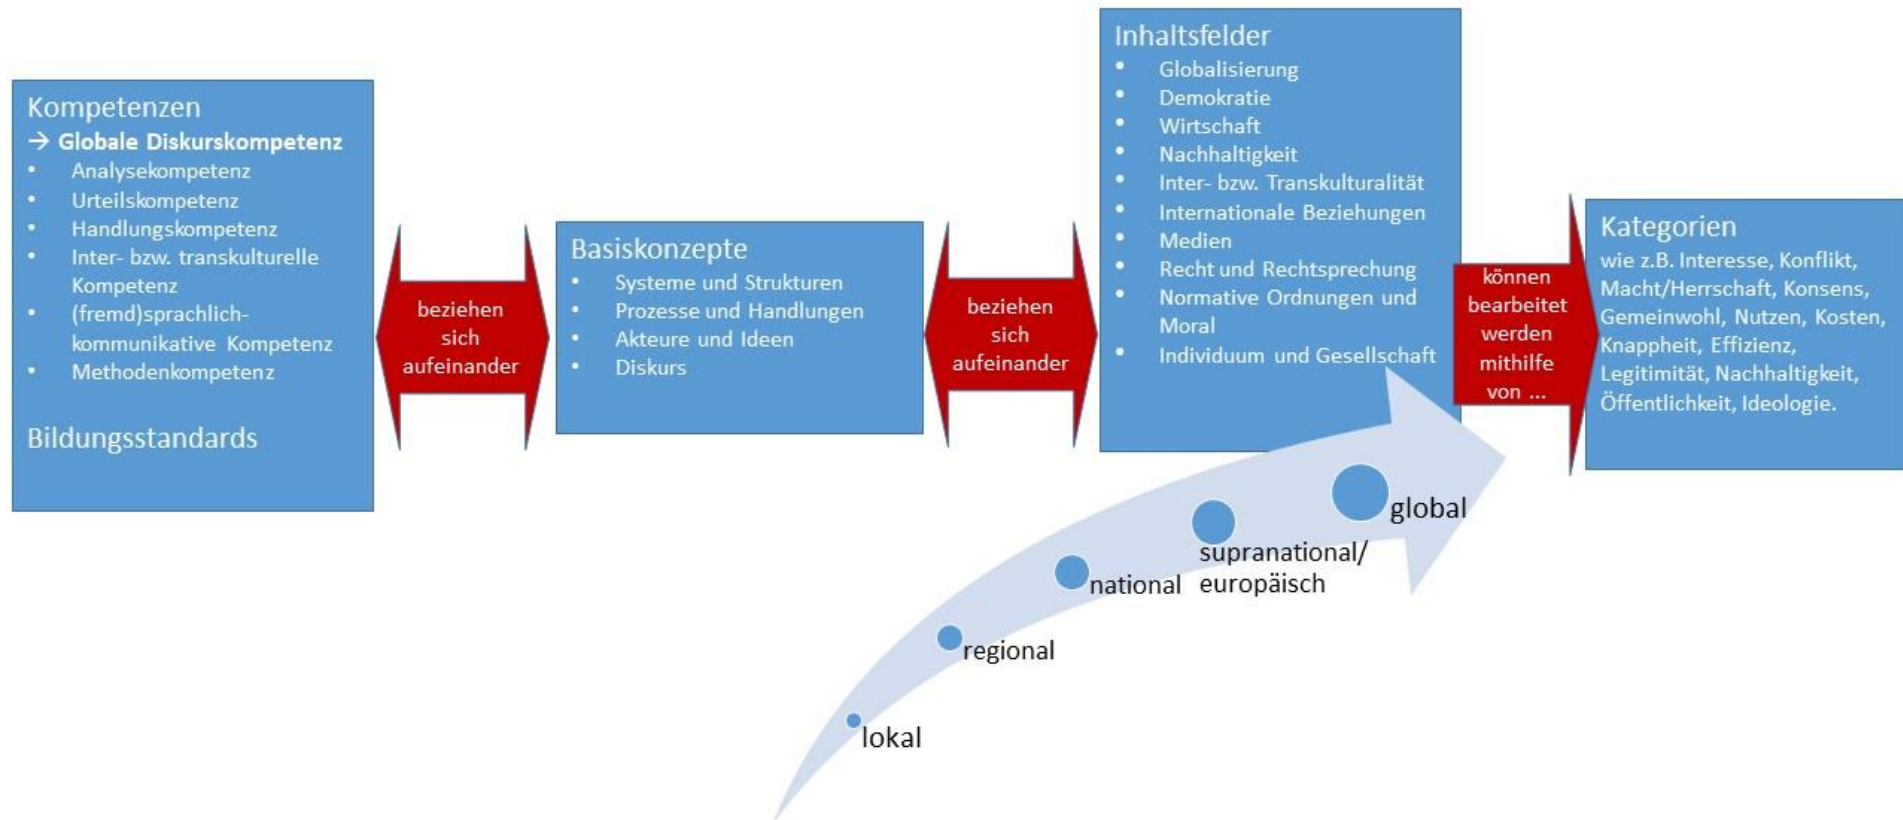 Kompetenzen
→ Globale Diskurskompetenz
• Analysekompetenz
• Urteilskompetenz
• Handlungskompetenz
• Inter- bzw. transkulturelle
Kompetenz
• (fremd)sprachlich-
kommunikative Kompetenz
• Methodenkompetenz
Bildungsstandards
beziehen
sich
aufeinander
Basiskonzepte
• Systeme und Strukturen
• Prozesse und Handlungen
• Akteure und Ideen
• Diskurs
beziehen
sich
aufeinander
Inhaltsfelder
• Globalisierung
• Demokratie
• Wirtschaft
• Nachhaltigkeit
• Inter- bzw. Transkulturalität
• Internationale Beziehungen
• Medien
• Recht und Rechtsprechung
• Normative Ordnungen und
Moral
• Individuum und Gesellschaft
können
bearbeitet
werden
mithilfe
von ...
Kategorien
wie z.B. Interesse, Konflikt,
Macht/Herrschaft, Konsens,
Gemeinwohl, Nutzen, Kosten,
Knappheit, Effizienz,
Legitimität, Nachhaltigkeit,
Öffentlichkeit, Ideologie.
lokal
regional
national
supranational/
europäisch
global